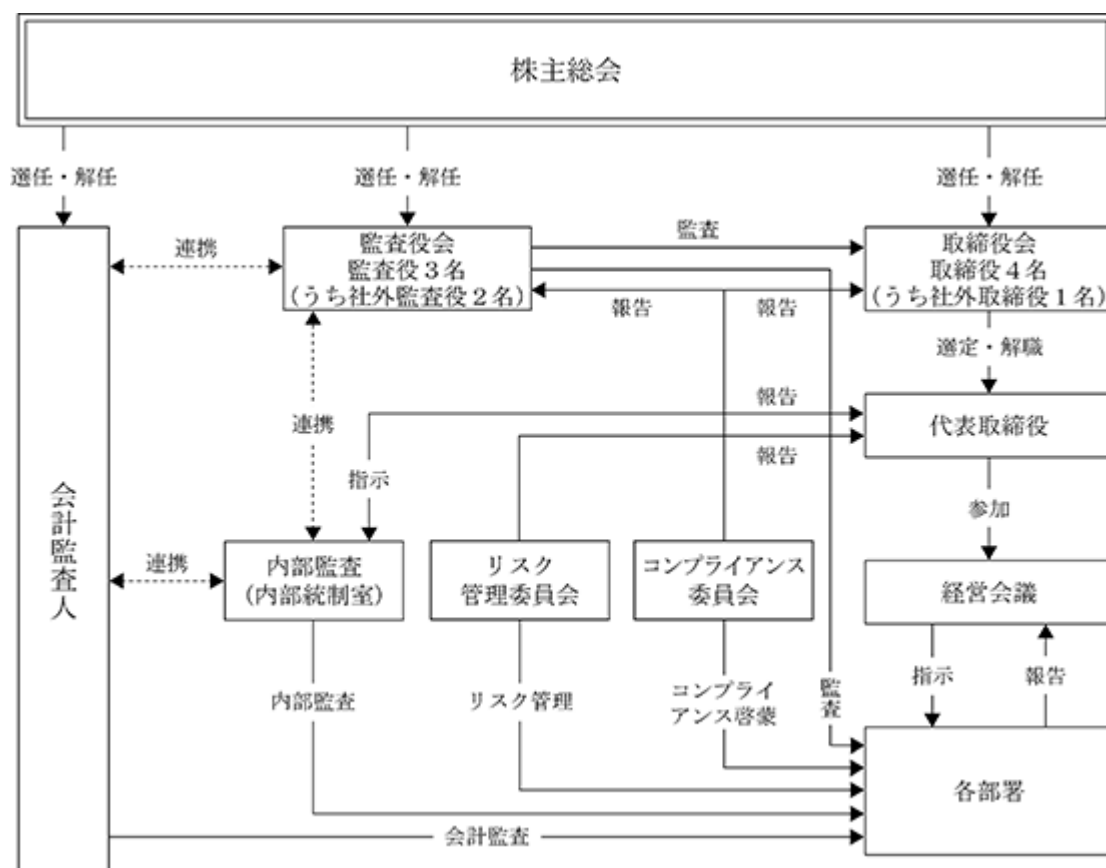 株主総会
選任・解任
選任・解任
選任・解任
連携
監査役会
監査役３名
(うち社外監査役２名)
監査
取締役会
取締役４名
(うち社外取締役１名)
報告
報告
選定・解職
連携
報告
代表取締役
報告
指示
参加
会計監査人
連携
内部監査
(内部統制室)
リスク
管理委員会
コンプライアンス
委員会
経営会議
指示
報告
内部監査
リスク管理
コンプライ
アンス啓蒙
監査
各部署
会計監査